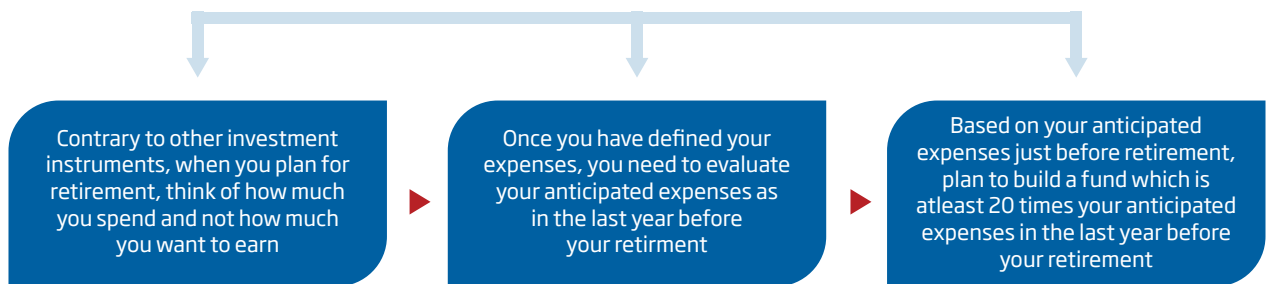 Contrary to other investment
instruments, when you plan for
retirement, think of how much
you spend and not how much
you want to earn
Once you have defined your
expenses, you need to evaluate
your anticipated expenses as
in the last year before
your retirment
Based on your anticipated
expenses just before retirement,
plan to build a fund which is
atleast 20 times your anticipated
expenses in the last year before
your retirement